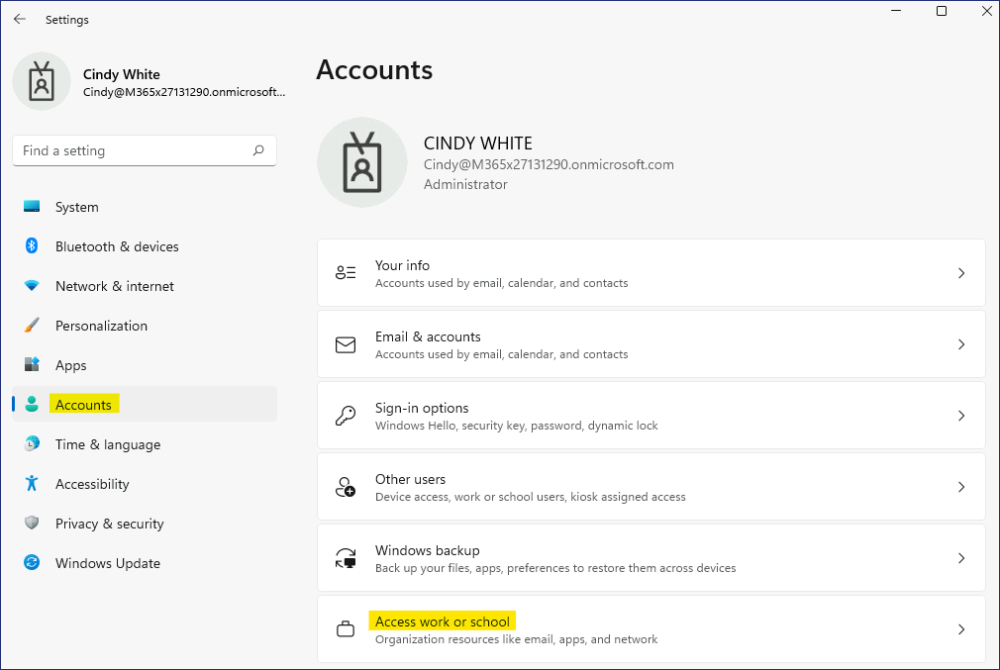 Settings
Cindy White
Cindy@M365x27131290.onmicrosoft...
Find a setting
System
Bluetooth & devices
Network & internet
Personalization
Apps
Accounts
Time & language
Accessibility
Privacy & security
Windows Update
Accounts
CINDY WHITE
Cindy@M365x27131290.onmicrosoft.com
Administrator
Your info
Accounts used by email, calendar, and contacts
Email & accounts
Accounts used by email, calendar, and contacts
Sign-in options
Windows Hello, security key, password, dynamic lock
Other users
Device access, work or school users, kiosk assigned access
Windows backup
Back up your files, apps, preferences to restore them across devices
Access work or school
Organization resources like email, apps, and network